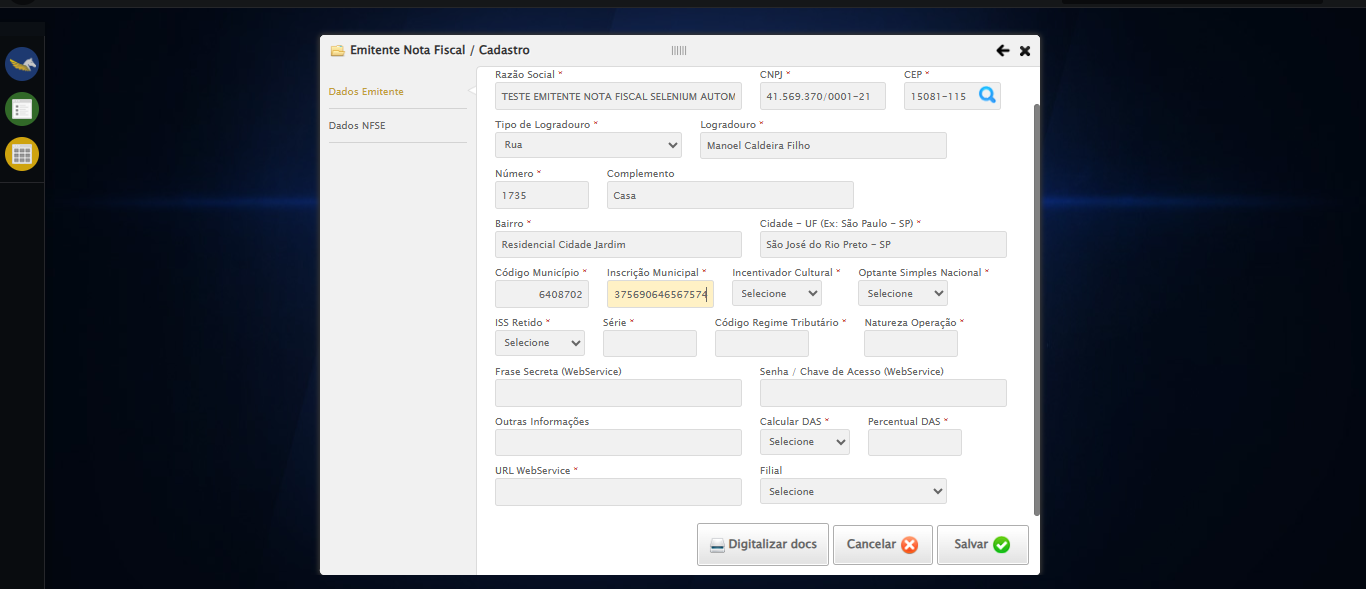 Emitente Nota Fiscal / Cadastro
Dados Emitente
Dados NFSE
Razão Social * CNPJ * CEP *
TESTE EMITENTE NOTA FISCAL SELENIUM AUTOM 41.569.370/0001-21 15081-115
Tipo de Logradouro * Logradouro *
Rua Manoel Caldeira Filho
Número * Complemento
1735 Casa
Bairro * Cidade - UF (Ex: São Paulo - SP) *
Residencial Cidade Jardim São José do Rio Preto - SP
Código Município * Inscrição Municipal * Incentivador Cultural * Optante Simples Nacional *
6408702 375690646567574 Selecione Selecione
ISS Retido * Série * Código Regime Tributário * Natureza Operação *
Selecione
Frase Secreta (WebService) Senha / Chave de Acesso (WebService)
Outras Informações Calcular DAS * Percentual DAS *
Selecione
URL WebService * Filial
Selecione
Digitalizar docs Cancelar Salvar